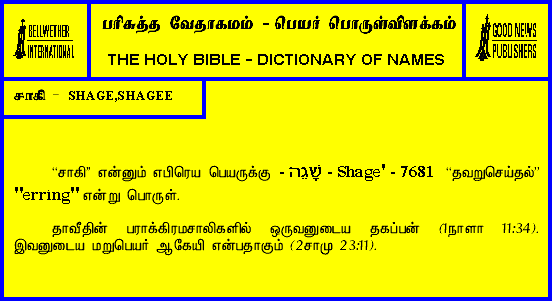 BELLWETHER
INTERNATIONAL
பரிசுத்த வேதாகமம் - பெயர் பொருள்விளக்கம்
THE HOLY BIBLE - DICTIONARY OF NAMES
GOOD NEWS
PUBLISHERS
சாகி - SHAGE,SHAGEE
“சாகி” என்னும் எபிரெய பெயருக்கு - שָׁגֵה - Shage' - 7681 “தவறுசெய்தல்”
"erring" என்று பொருள்.
தாவீதின் பராக்கிரமசாலிகளில் ஒருவனுடைய தகப்பன் (1நாளா 11:34).
இவனுடைய மறுபெயர் ஆகேயி என்பதாகும் (2சாமு 23:11).